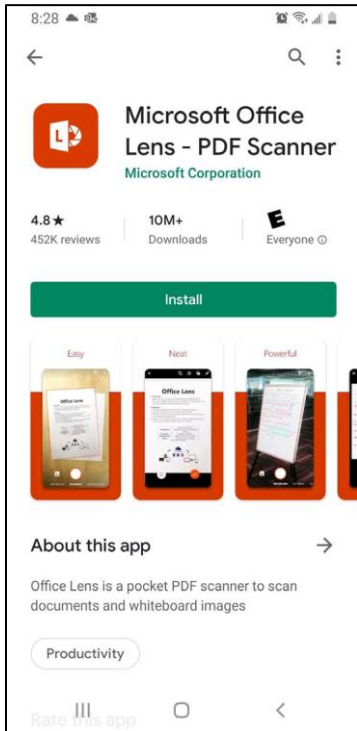 8:28
Microsoft Office
Lens - PDF Scanner
Microsoft Corporation
4.8★
10M+
E
452K reviews
Downloads
Everyone
Install
Easy
Neat
Powerful
Office Lens
About this app
Office Lens is a pocket PDF scanner to scan
documents and whiteboard images
Productivity
Rate this app